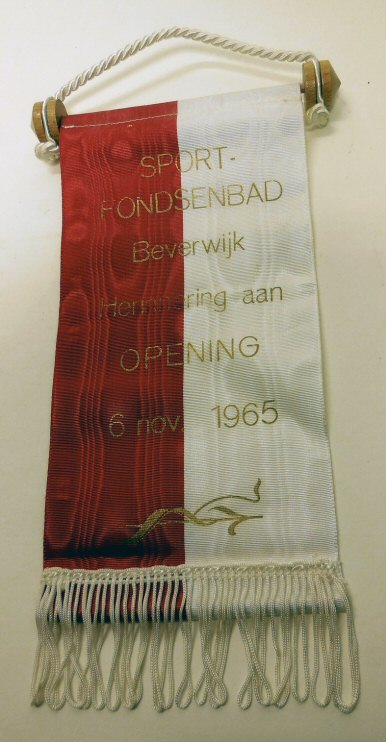 SPORT-
FONDSENBAD
Beverwijk
Herinnering aan
OPENING
6 nov. 1965